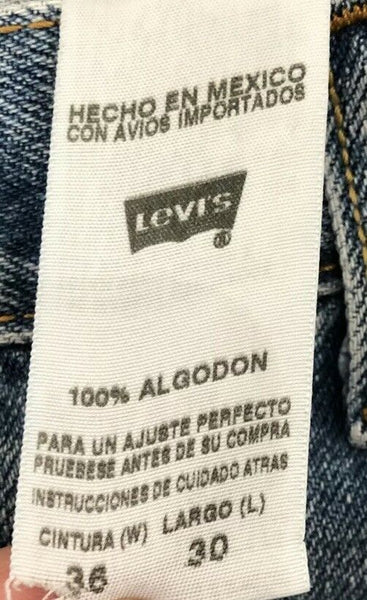 HECHO EN MEXICO
CON AVIOS IMPORTADOS
LeVI'S
®
100% ALGODON
PARA UN AJUSTE PERFECTO
PRUEBESE ANTES DE SU COMPRA
INSTRUCCIONES DE CUIDADO ATRAS
CINTURA (W) LARGO (L)
36 30